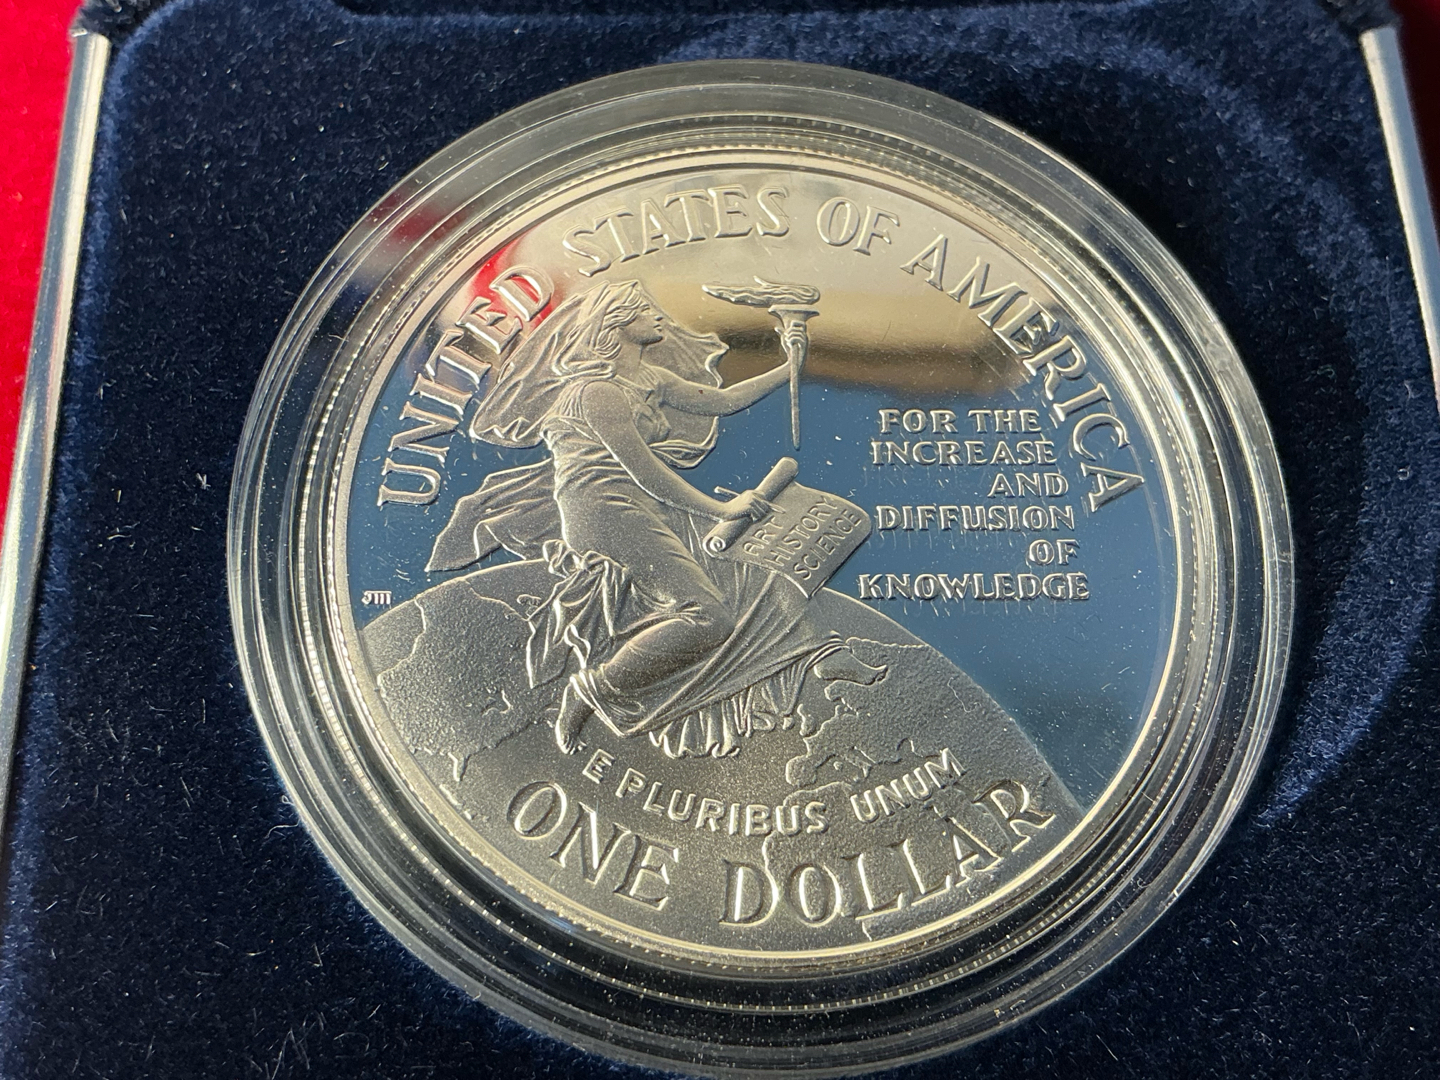 UNITED STATES OF AMERICA
FOR THE
INCREASE
AND
DIFFUSION
OF
KNOWLEDGE
ART
HISTORY
SCIENCE
E PLURIBUS UNUM
ONE DOLLAR